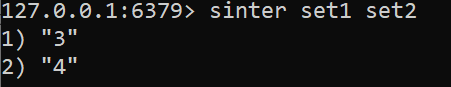 127.0.0.1:6379> sinter set1 set2
1) "3"
2) "4"